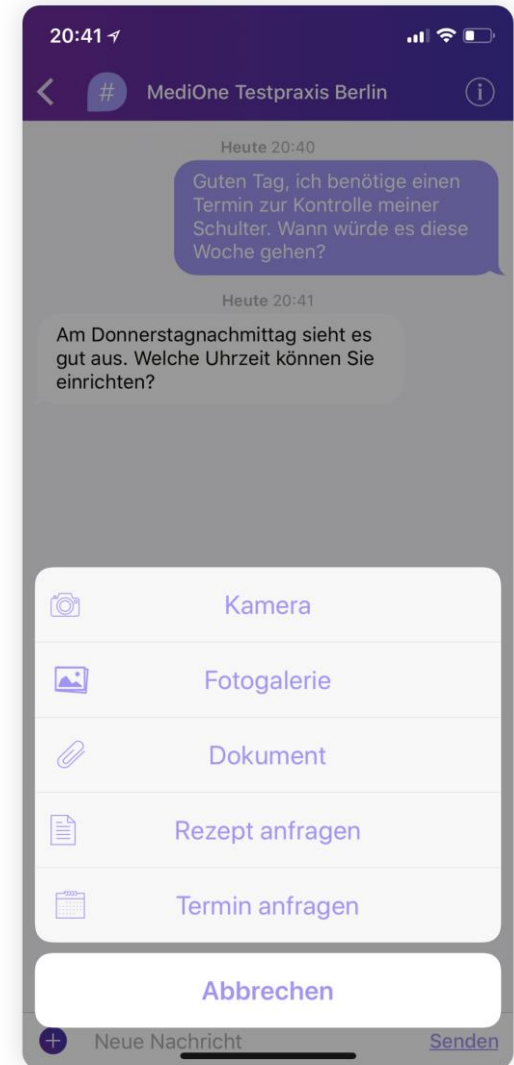 20:41
#
MediOne Testpraxis Berlin
i
Heute 20:40
Guten Tag, ich benötige einen
Termin zur Kontrolle meiner
Schulter. Wann würde es diese
Woche gehen?
Heute 20:41
Am Donnerstagnachmittag sieht es
gut aus. Welche Uhrzeit können Sie
einrichten?
Kamera
Fotogalerie
Dokument
Rezept anfragen
Termin anfragen
Abbrechen
Neue Nachricht
Senden